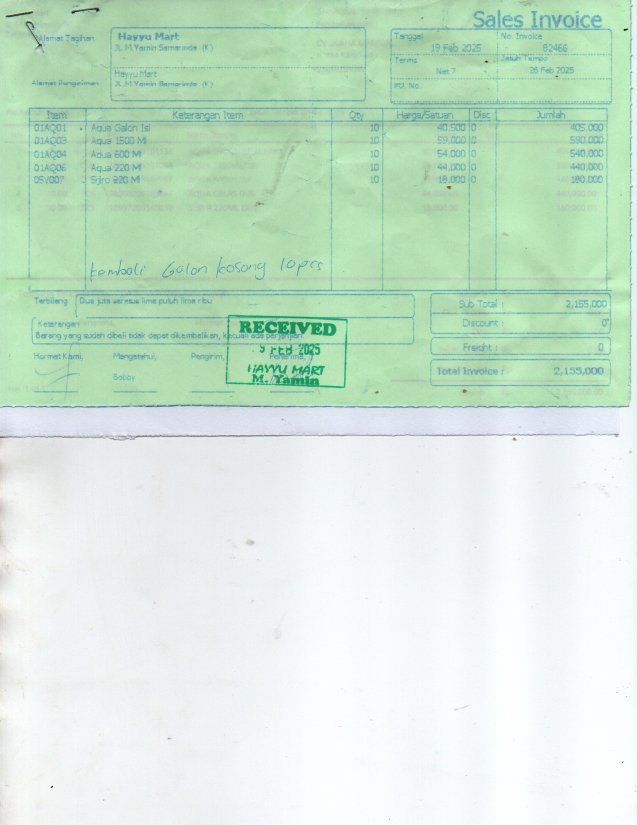 Sales Invoice
Alamat Tagihan
Hayyu Mart
JL.M.Yamin Samarinda (K)
Tanggal
No. Invoice
19 Feb 2025
82466
Terms
Jatuh Tempo
Net 7
26 Feb 2025
Alamat Pengiriman
Hayyu Mart
JL.M.Yamin Samarinda (K)
PO. No.
Item Keterangan Item Qty Harga/Satuan Disc Jumlah
01AQ01 Aqua Galon Isi 10 40,500 0 405,000
01AQ03 Aqua 1500 Ml 10 59,000 0 590,000
01AQ04 Aqua 600 Ml 10 54,000 0 540,000
01AQ06 Aqua 220 Ml 10 44,000 0 440,000
05V007 220 Ml 10 18,000 0 180,000
kembali Galon kosong 10 pcs
Terbilang Dua juta seratus lima puluh lima ribu
Sub Total : 2,155,000
Keterangan
Discount : 0
Barang yang sudah dibeli tidak dapat dikembalikan, kecuali ada perjanjian
Freight : 0
Total Invoice : 2,155,000
Hormat Kami, Mengetahui, Pengirim, Penerima,
Bobby
RECEIVED
9 FEB 2025
HAYYU MART
M. Yamin